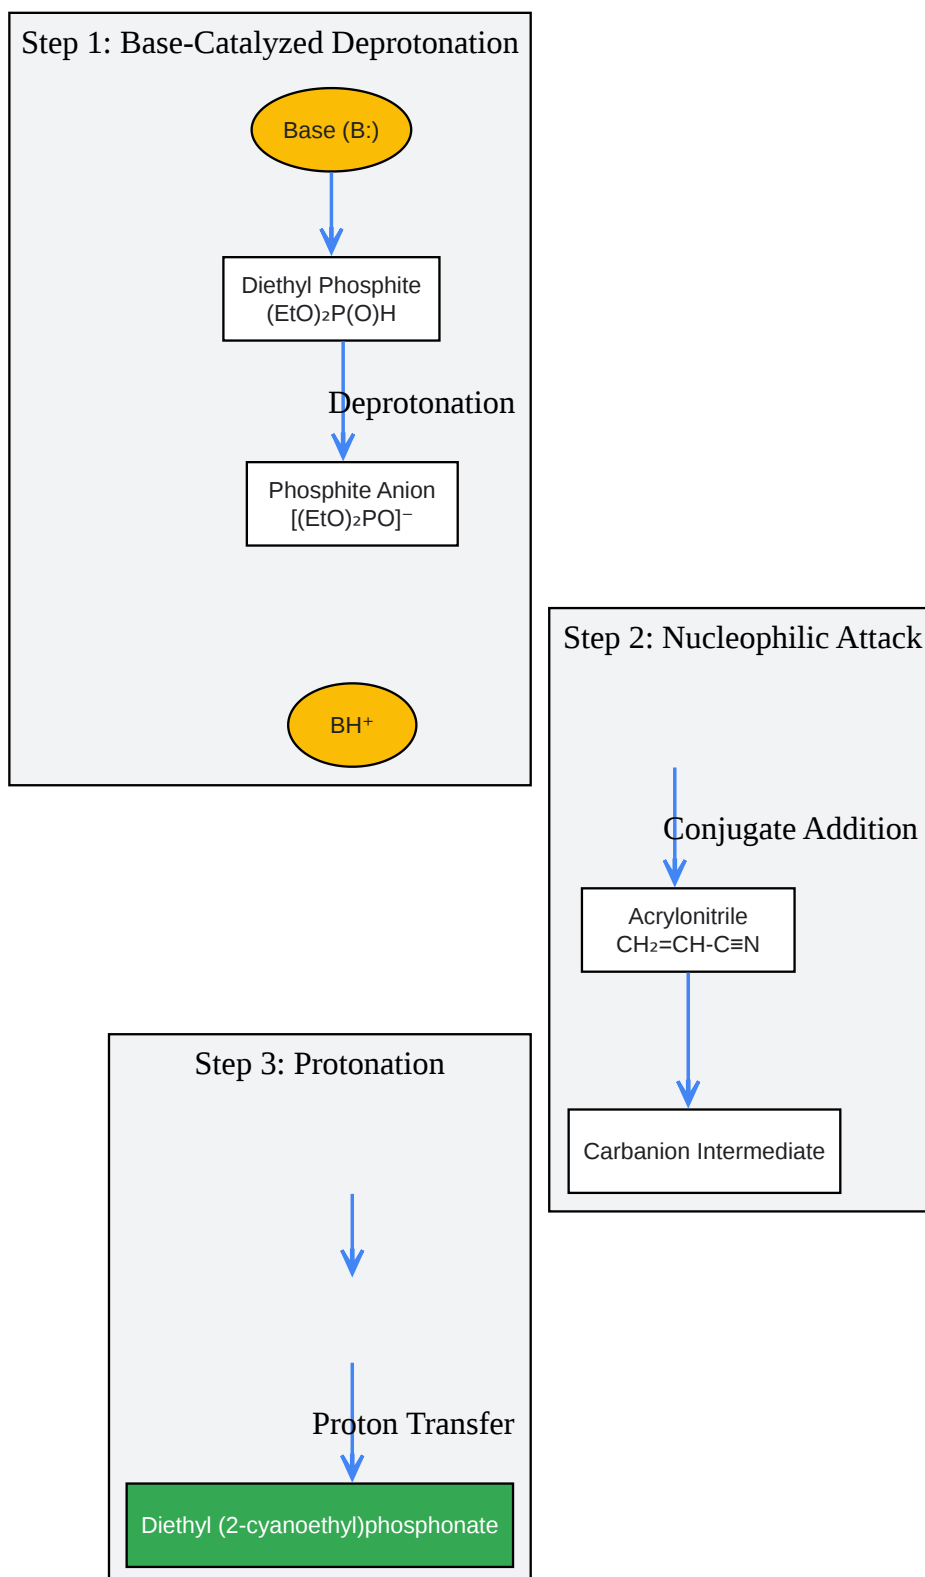 Step 1: Base-Catalyzed Deprotonation
Base (B:)
Diethyl Phosphite
(EtO)₂P(O)H
Deprotonation
Phosphite Anion
[(EtO)₂PO]⁻
BH⁺
Step 2: Nucleophilic Attack
Conjugate Addition
Acrylonitrile
CH₂=CH-C≡N
Carbanion Intermediate
Step 3: Protonation
Proton Transfer
Diethyl (2-cyanoethyl)phosphonate